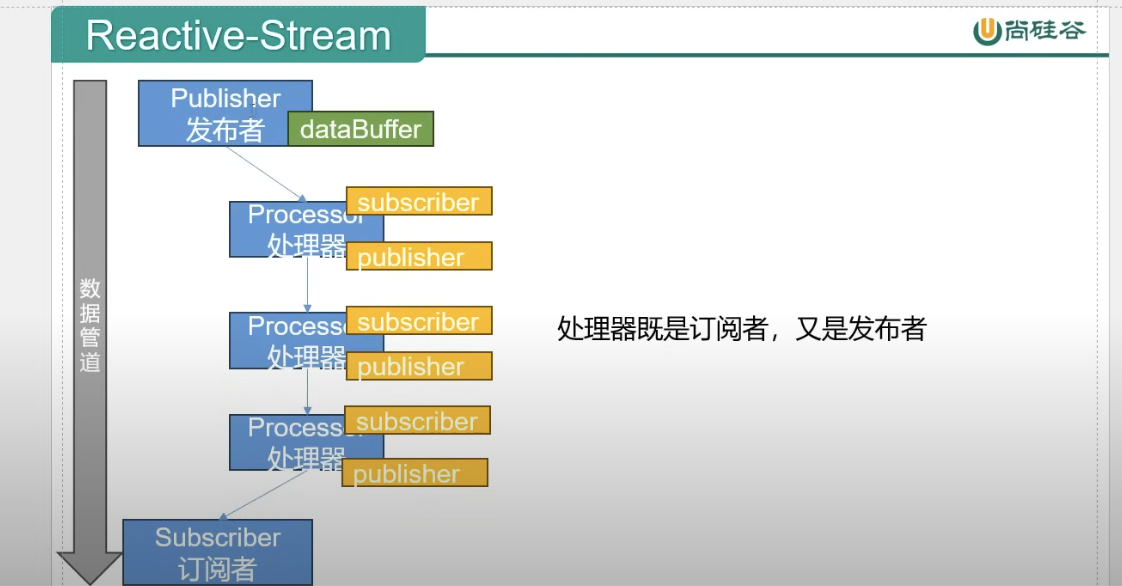 Reactive-Stream
尚硅谷
Publisher
发布者
dataBuffer
subscriber
Processor
处理器
publisher
subscriber
Processor
处理器
publisher
处理器既是订阅者，又是发布者
数据管道
subscriber
Processor
处理器
publisher
Subscriber
订阅者